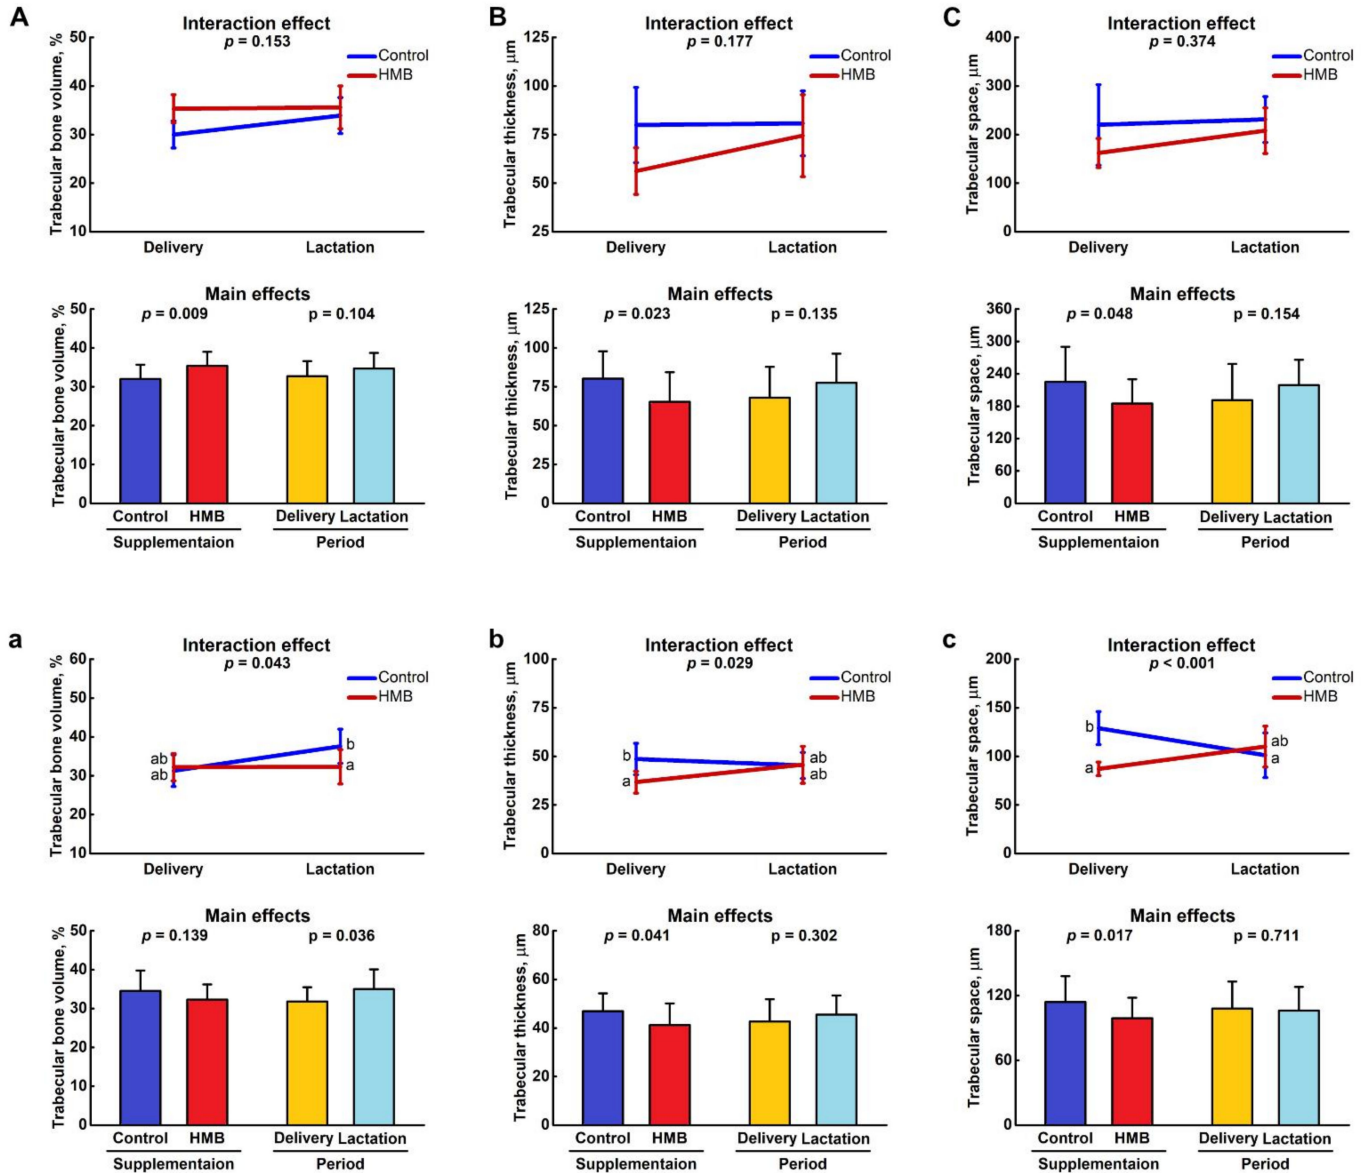 A
Interaction effect
p = 0.153
Trabecular bone volume, %
50
40
30
20
10
Control
HMB
Delivery Lactation
Main effects
p = 0.009 p = 0.104
Trabecular bone volume, %
50
40
30
20
10
0
Control HMB Delivery Lactation
Supplementaion Period
B
Interaction effect
p = 0.177
Trabecular thickness, μm
125
100
75
50
25
Control
HMB
Delivery Lactation
Main effects
p = 0.023 p = 0.135
Trabecular thickness, μm
125
100
75
50
25
0
Control HMB Delivery Lactation
Supplementaion Period
C
Interaction effect
p = 0.374
Trabecular space, μm
400
300
200
100
0
Control
HMB
Delivery Lactation
Main effects
p = 0.048 p = 0.154
Trabecular space, μm
360
300
240
180
120
60
0
Control HMB Delivery Lactation
Supplementaion Period
a
Interaction effect
p = 0.043
Trabecular bone volume, %
60
50
40
30
20
10
Control
HMB
ab
ab
b
a
Delivery Lactation
Main effects
p = 0.139 p = 0.036
Trabecular bone volume, %
50
40
30
20
10
0
Control HMB Delivery Lactation
Supplementaion Period
b
Interaction effect
p = 0.029
Trabecular thickness, μm
100
75
50
25
0
Control
HMB
b
a
ab
ab
Delivery Lactation
Main effects
p = 0.041 p = 0.302
Trabecular thickness, μm
80
60
40
20
0
Control HMB Delivery Lactation
Supplementaion Period
c
Interaction effect
p < 0.001
Trabecular space, μm
200
150
100
50
0
Control
HMB
b
a
ab
a
Delivery Lactation
Main effects
p = 0.017 p = 0.711
Trabecular space, μm
180
120
60
0
Control HMB Delivery Lactation
Supplementaion Period